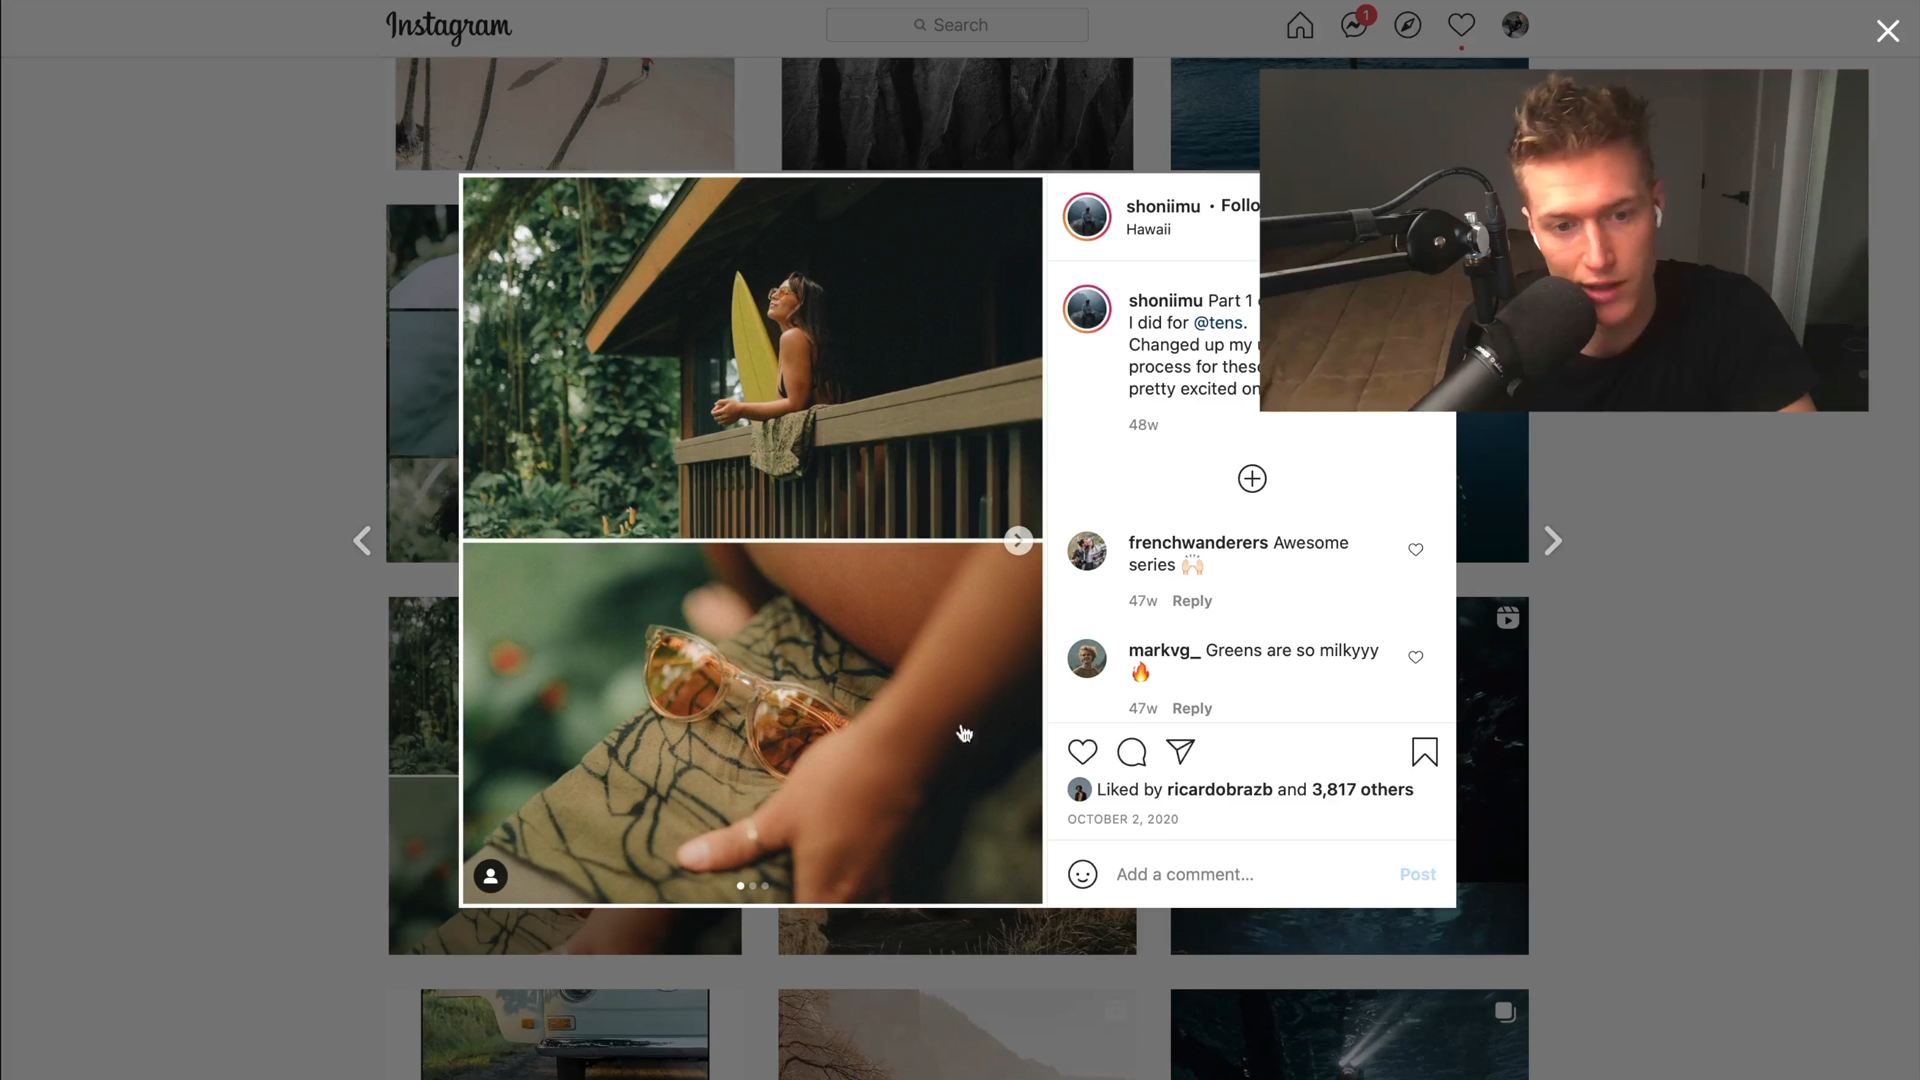 Instagram
Search
1
shoniimu • Follo
Hawaii
shoniimu Part 1
I did for @tens.
Changed up my
process for these
pretty excited on
48w
frenchwanderers Awesome
series 🙌🏻
47w Reply
markvg_ Greens are so milkyyy
🔥
47w Reply
Liked by ricardobrazb and 3,817 others
OCTOBER 2, 2020
Add a comment...
Post